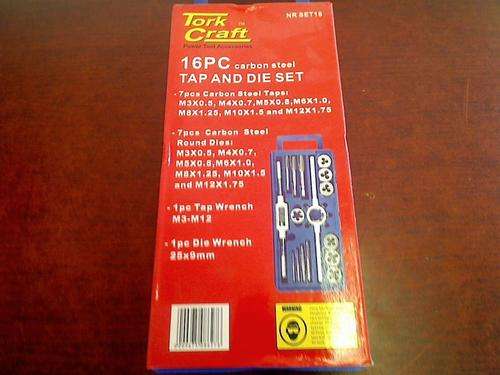 Tork
Craft
TM
Power Tool Accessories
NR SET16
16PC carbon steel
TAP AND DIE SET
- 7pcs Carbon Steel Taps:
M3X0.5, M4X0.7,M5X0.8,M6X1.0,
M8X1.25, M10X1.5 and M12X1.75
- 7pcs Carbon Steel
Round Dies:
M3X0.5, M4X0.7,
M5X0.8,M6X1.0,
M8X1.25, M10X1.5
and M12X1.75
- 1pc Tap Wrench
M3-M12
- 1pc Die Wrench
25x9mm
WARNING